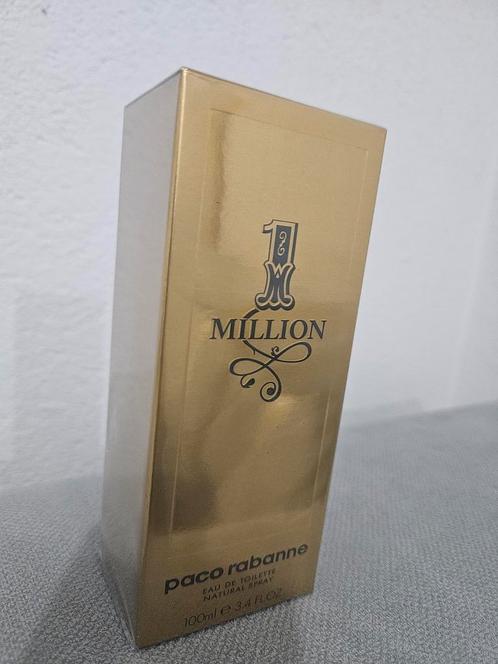 1
MILLION
paco rabanne
EAU DE TOILETTE
NATURAL SPRAY
100ml ℮ 3.4 FL.OZ